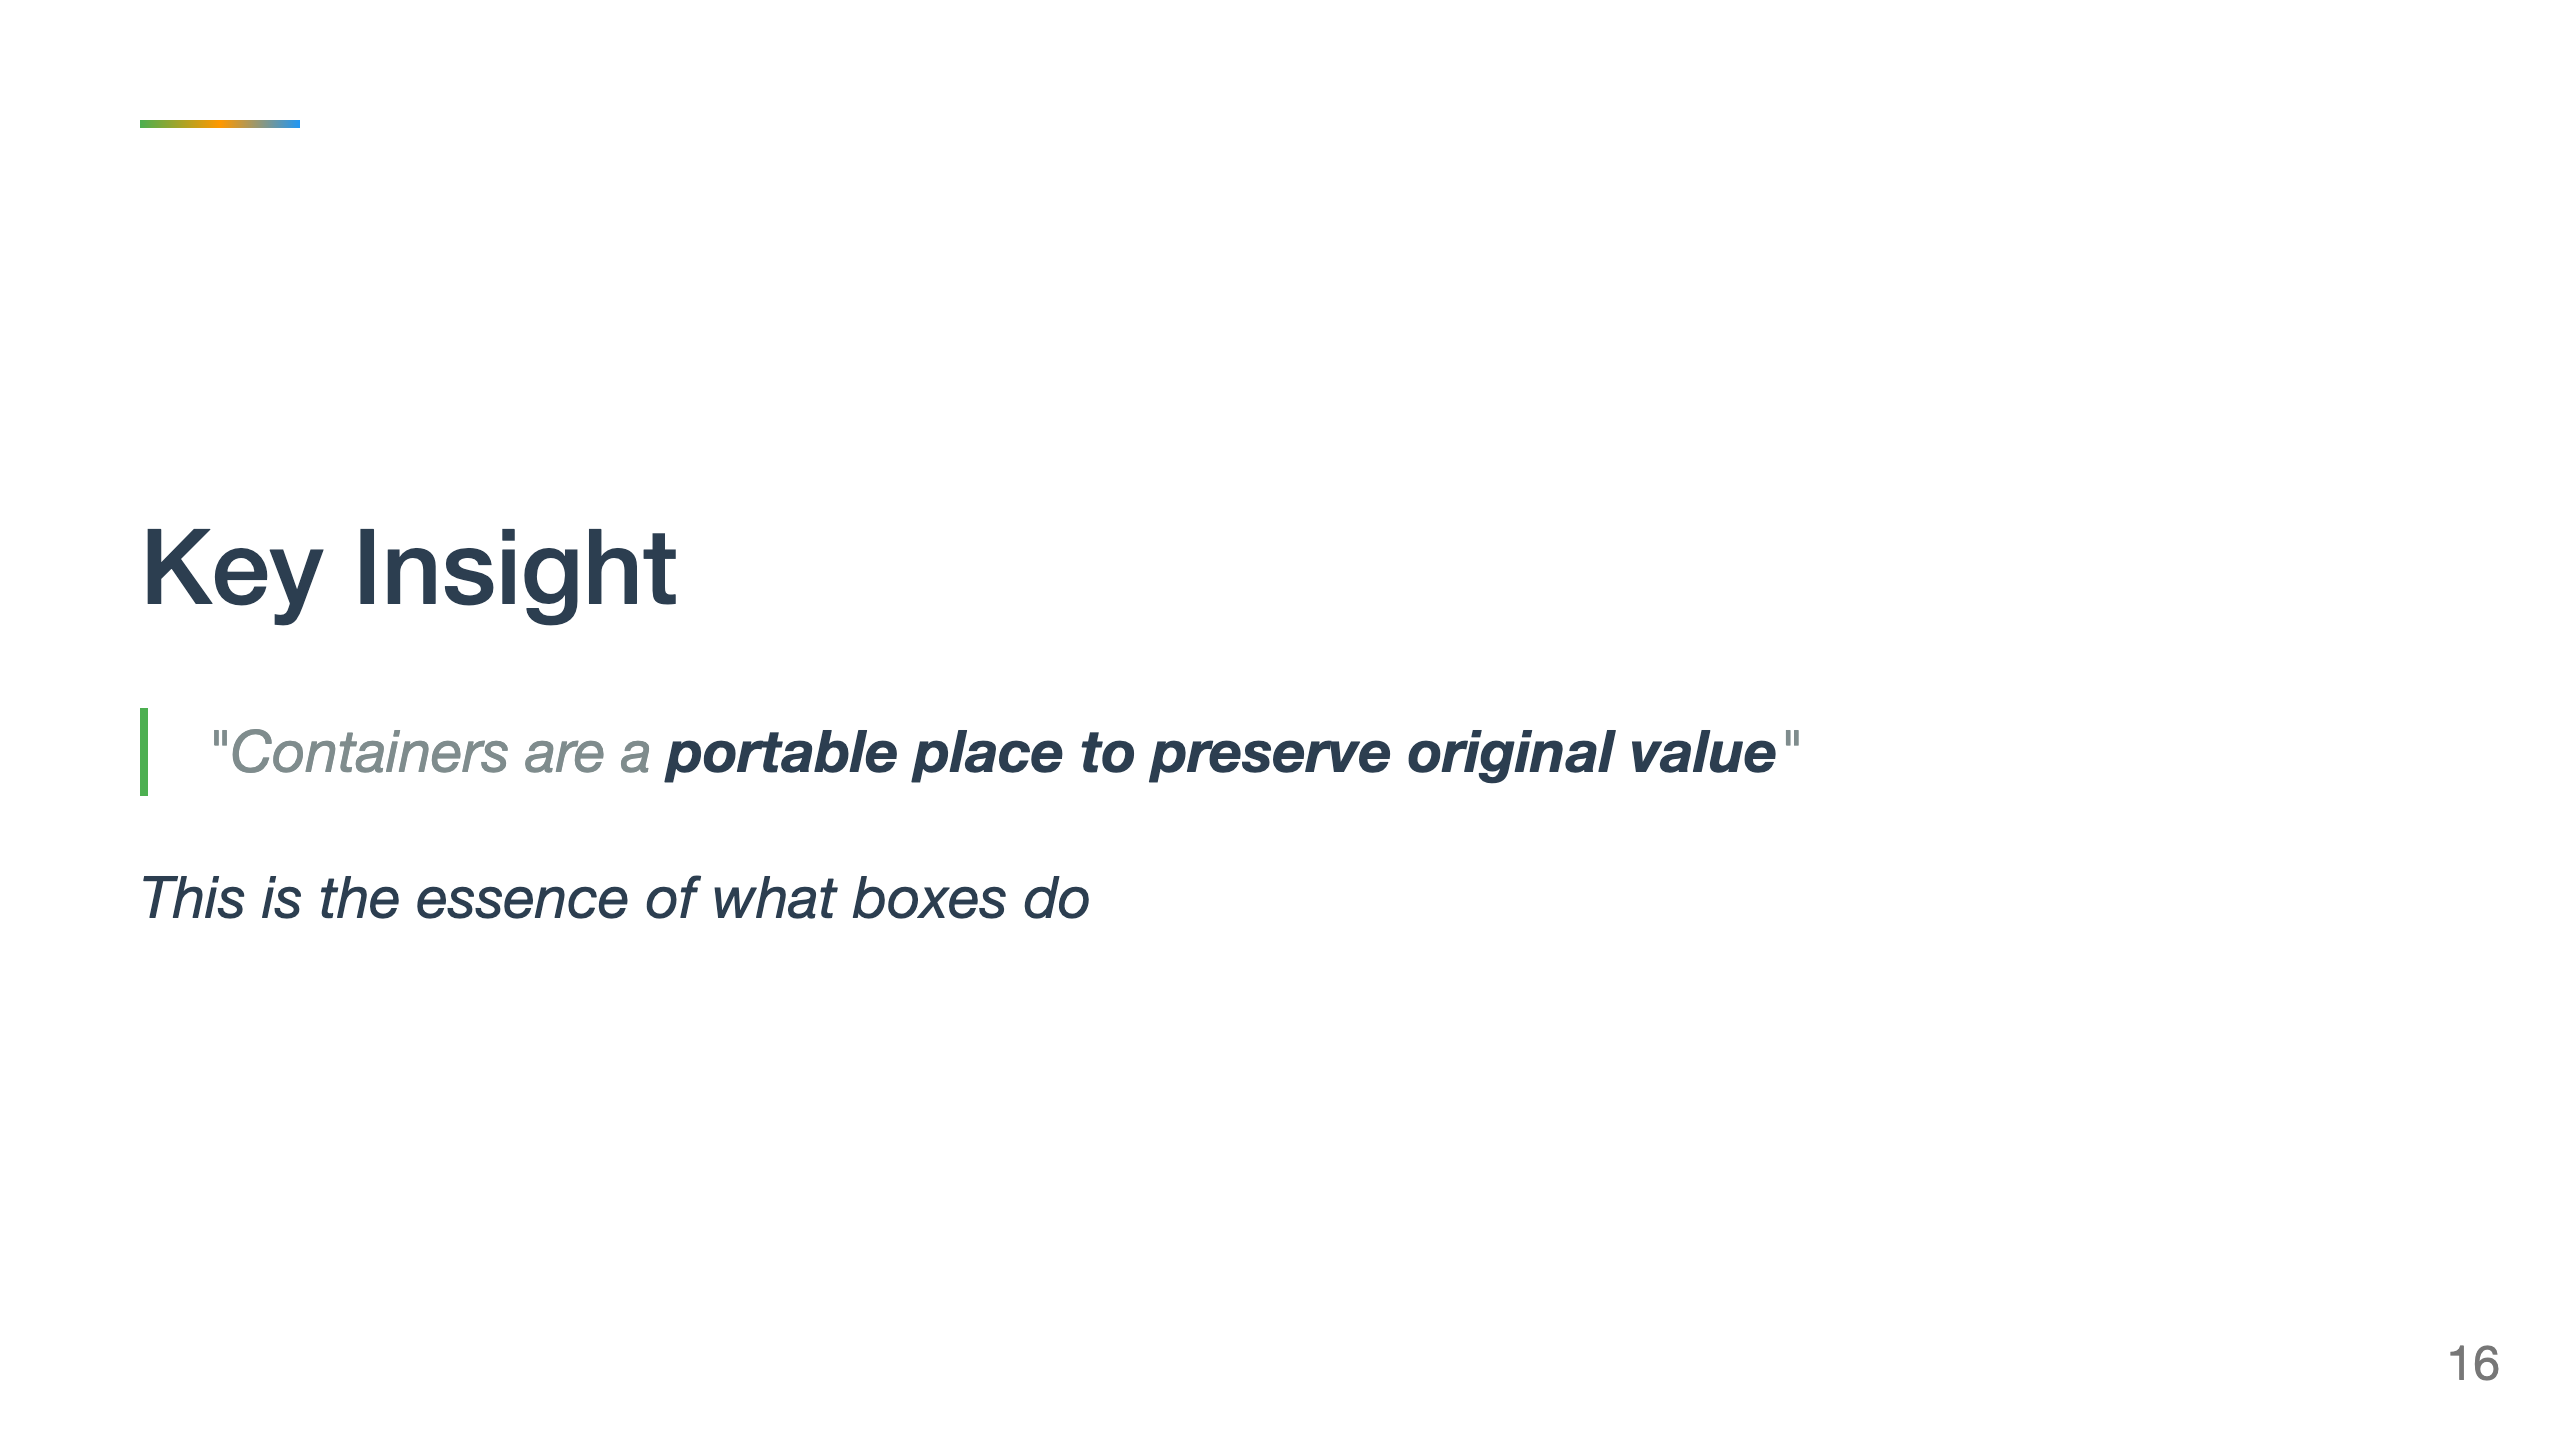 Key Insight
"Containers are a portable place to preserve original value"
This is the essence of what boxes do
16